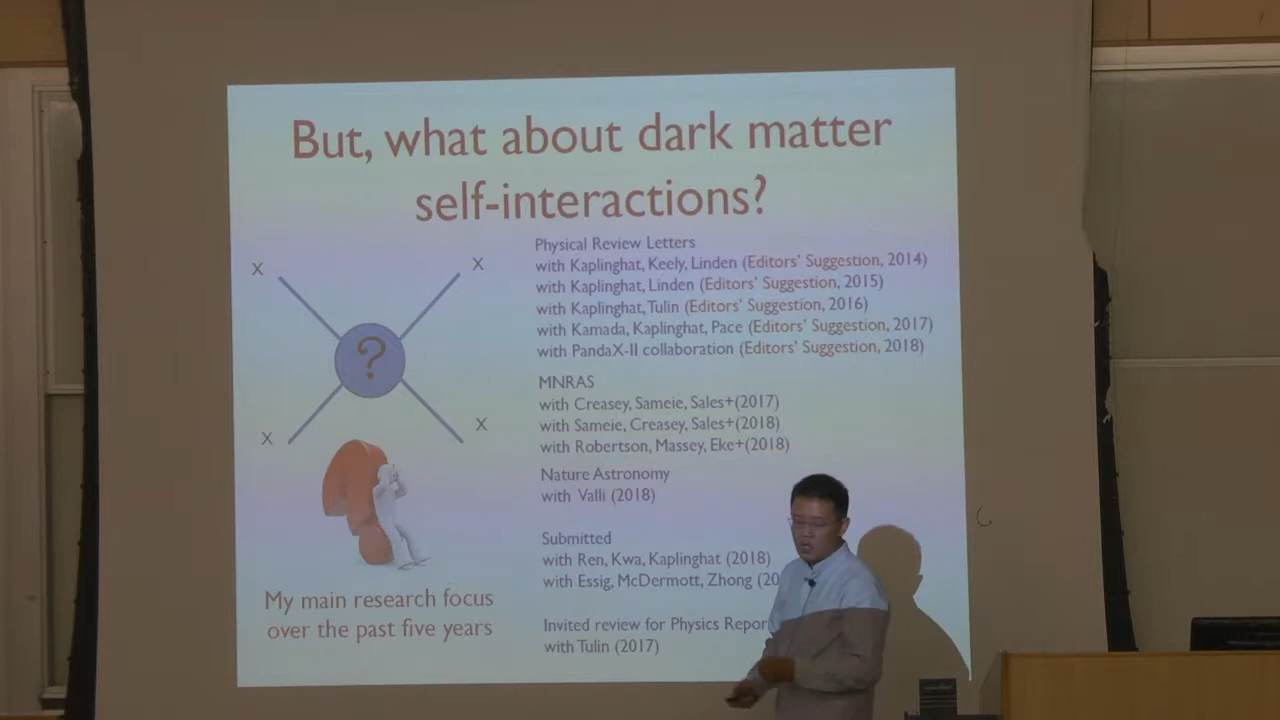 But, what about dark matter
self-interactions?
X
X
?
X
X
My main research focus
over the past five years
Physical Review Letters
with Kaplinghat, Keely, Linden (Editors' Suggestion, 2014)
with Kaplinghat, Linden (Editors' Suggestion, 2015)
with Kaplinghat, Tulin (Editors' Suggestion, 2016)
with Kamada, Kaplinghat, Pace (Editors' Suggestion, 2017)
with PandaX-II collaboration (Editors' Suggestion, 2018)
MNRAS
with Creasey, Sameie, Sales+(2017)
with Sameie, Creasey, Sales+(2018)
with Robertson, Massey, Eke+(2018)
Nature Astronomy
with Valli (2018)
Submitted
with Ren, Kwa, Kaplinghat (2018)
with Essig, McDermott, Zhong (20
Invited review for Physics Repor
with Tulin (2017)